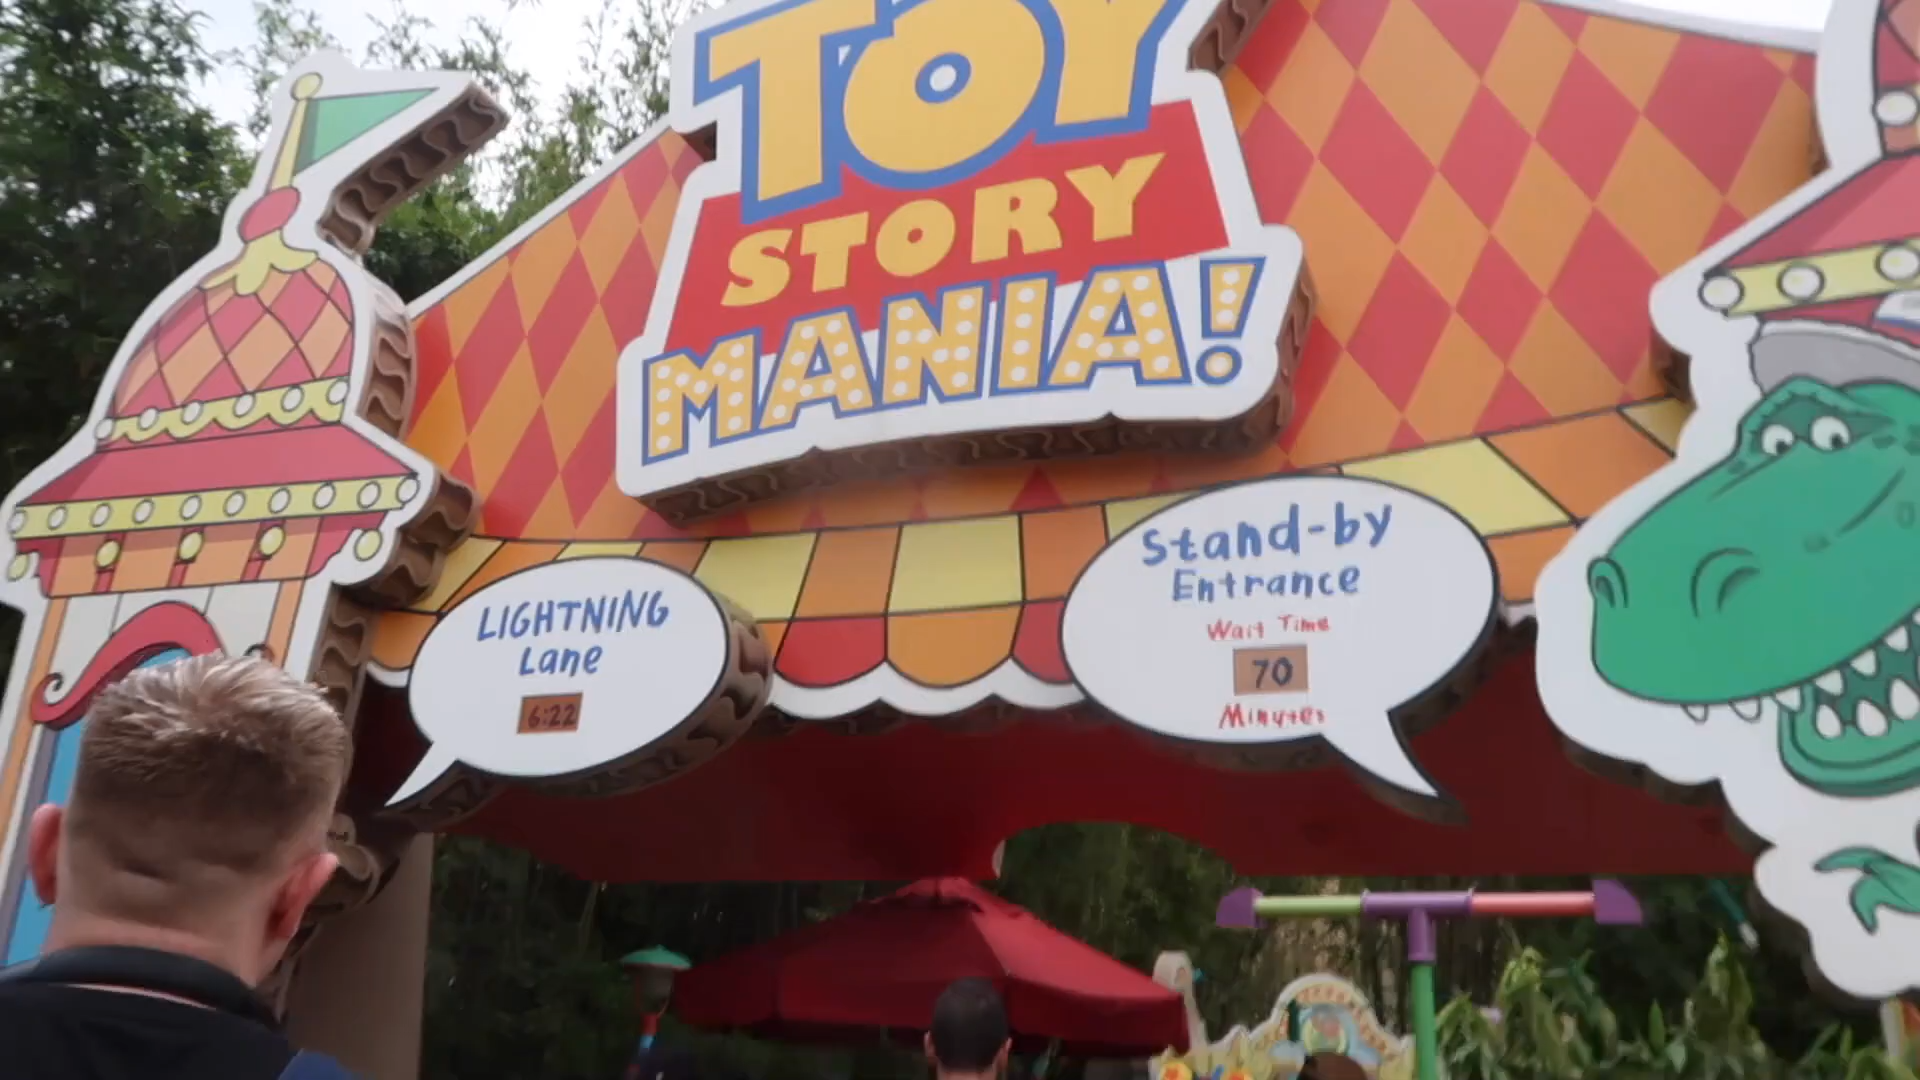 TOY
STORY
MANIA!
LIGHTNING
Lane
6:22
Stand-by
Entrance
Wait Time
70
Minutes